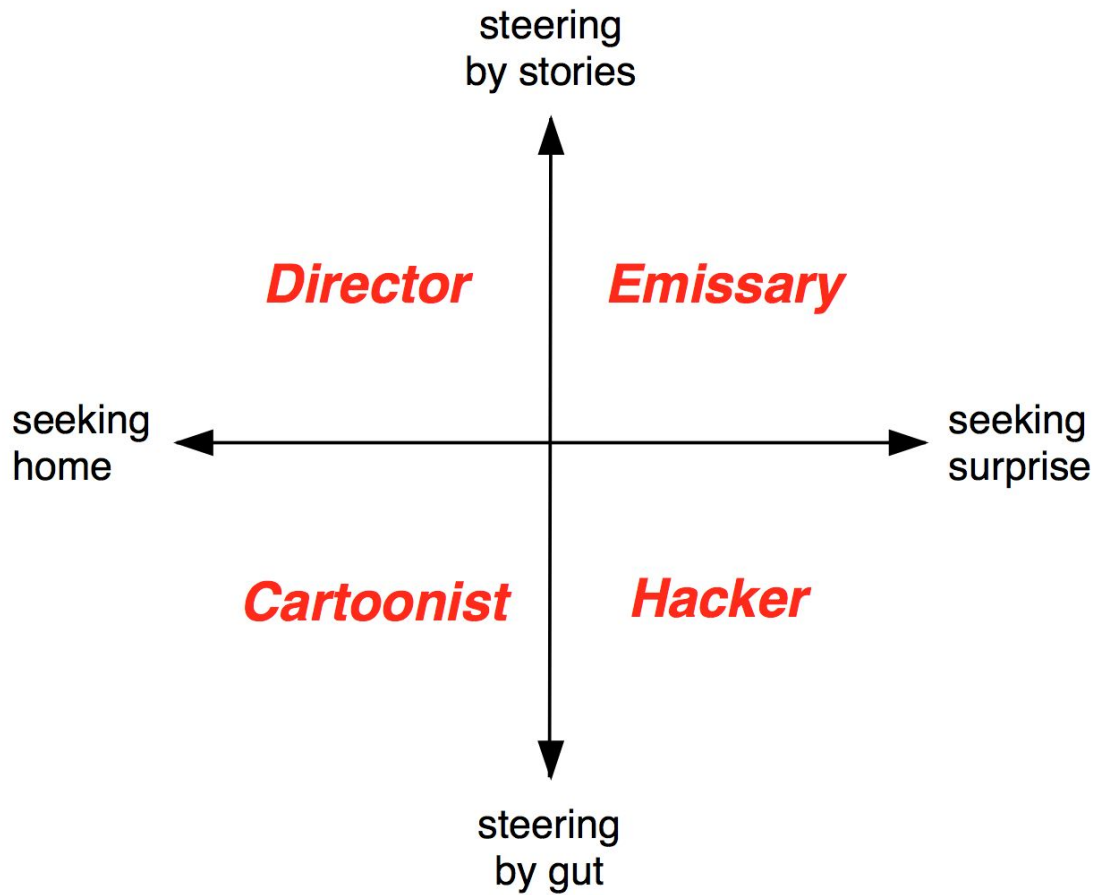 steering
by stories
Director
Emissary
seeking
home
seeking
surprise
Cartoonist
Hacker
steering
by gut